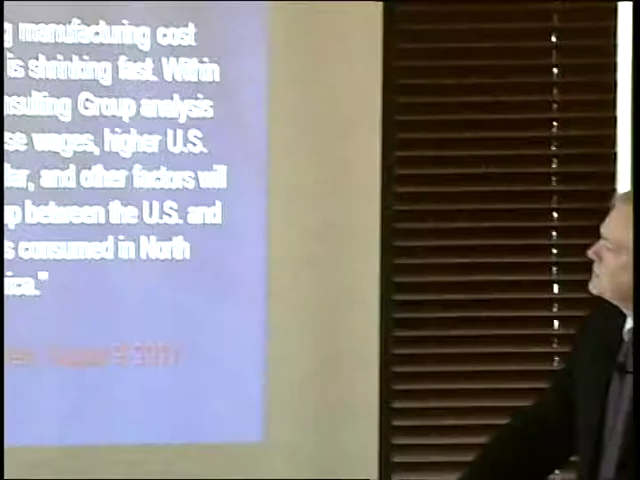 manufacturing cost
is shrinking fast. Within
nsulting Group analysis
se wages, higher U.S.
lar, and other factors will
p between the U.S. and
s consumed in North
ica."